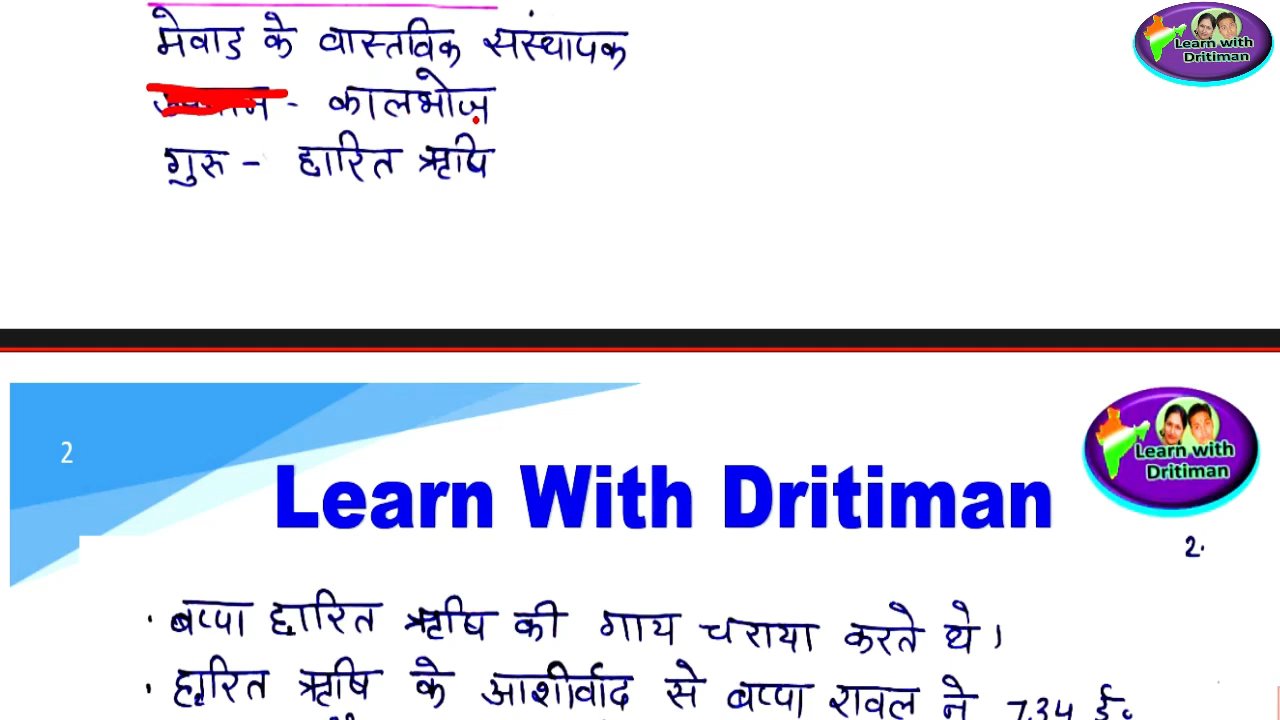 मेवाड के वास्तविक संस्थापक
Learn with
Dritiman
- कालभोज़
गुरु - हारित ऋषि
2
Learn With Dritiman
Learn with
Dritiman
2.
· बप्पा हारित ऋषि की गाय चराया करते थे।
· हारित ऋषि के आशीर्वाद से बप्पा रावल ने 734 ई॰